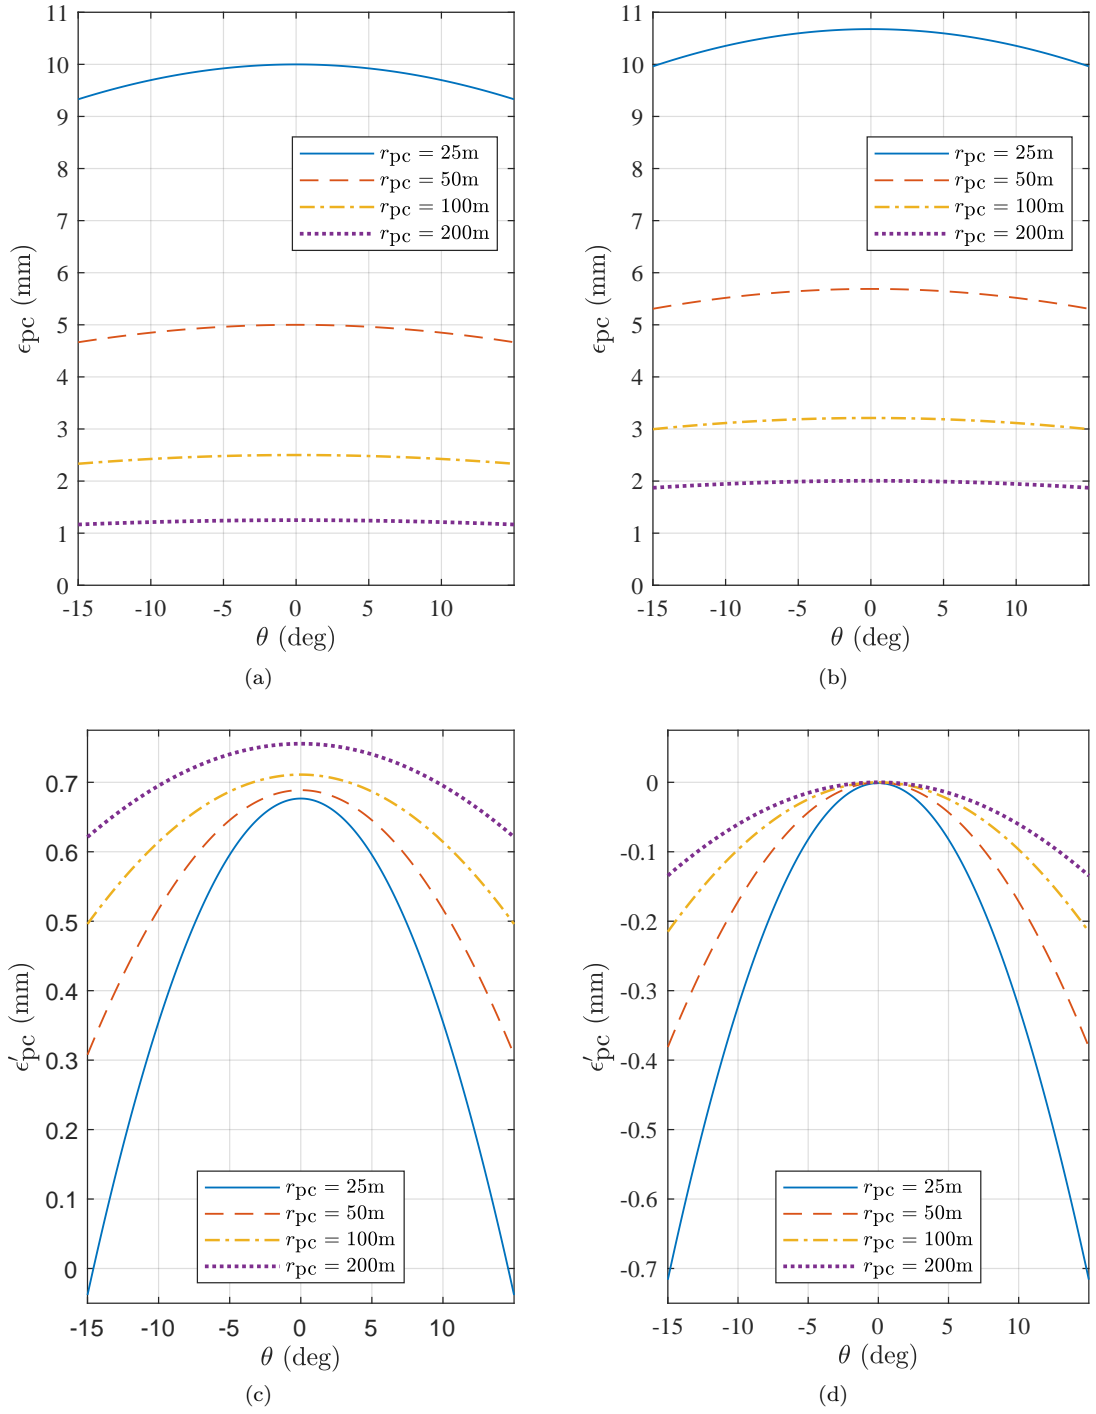 11
10
9
8
7
6
5
4
3
2
1
0
-15
-10
-5
0
5
10
ϵpc (mm)
θ (deg)
rpc = 25m
rpc = 50m
rpc = 100m
rpc = 200m
(a)
11
10
9
8
7
6
5
4
3
2
1
0
-15
-10
-5
0
5
10
ϵpc (mm)
θ (deg)
rpc = 25m
rpc = 50m
rpc = 100m
rpc = 200m
(b)
0.7
0.6
0.5
0.4
0.3
0.2
0.1
0
-15
-10
-5
0
5
10
ϵ′pc (mm)
θ (deg)
rpc = 25m
rpc = 50m
rpc = 100m
rpc = 200m
(c)
0
-0.1
-0.2
-0.3
-0.4
-0.5
-0.6
-0.7
-15
-10
-5
0
5
10
ϵ′pc (mm)
θ (deg)
rpc = 25m
rpc = 50m
rpc = 100m
rpc = 200m
(d)